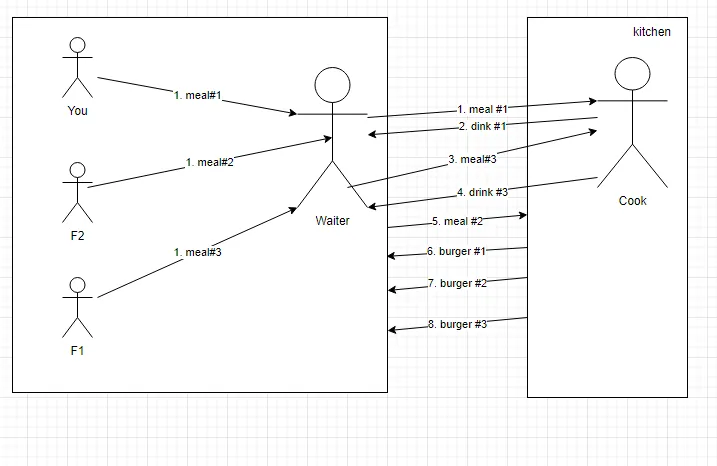 kitchen
1. meal#1
You
1. meal #1
2. dink #1
1. meal#2
3. meal#3
4. drink #3
Cook
F2
Waiter
5. meal #2
1. meal#3
6. burger #1
7. burger #2
8. burger #3
F1